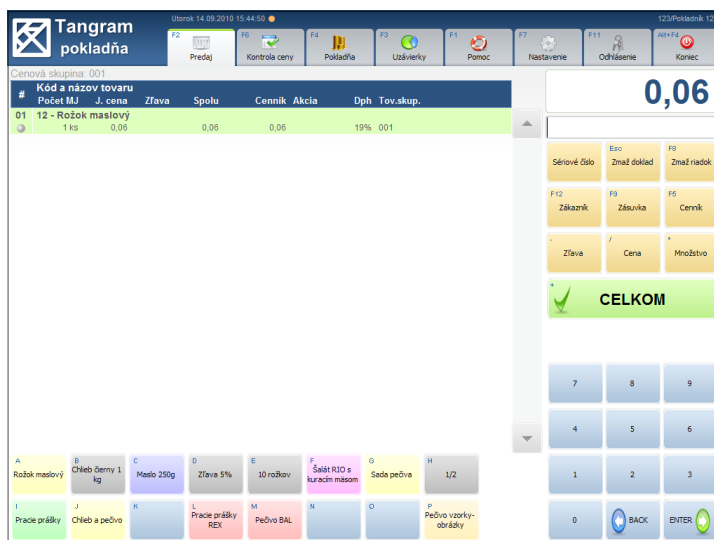 Tangram
pokladňa
Utorok 14.09.2010 15:44:50
123/Pokladník 12
F2 Predaj
F6 Kontrola ceny
F4 Pokladňa
F3 Uzávierky
F1 Pomoc
F7 Nastavenie
F11 Odhlásenie
Alt+F4 Koniec
Cenová skupina: 001
# Kód a názov tovaru
Počet MJ J. cena Zľava Spolu Cenník Akcia Dph Tov.skup.
01 12 - Rožok maslový
1 ks 0,06 0,06 0,06 19% 001
0,06
Sériové číslo
Esc Zmaž doklad
F8 Zmaž riadok
F12 Zákazník
F9 Zásuvka
F5 Cenník
- Zľava
/ Cena
* Množstvo
+ CELKOM
7 8 9
4 5 6
1 2 3
0 BACK ENTER
A Rožok maslový
B Chlieb čierny 1
kg
C Maslo 250g
D Zľava 5%
E 10 rožkov
F Šalát RIO s
kuracím mäsom
G Sada pečiva
H 1/2
I Pracie prášky
J Chlieb a pečivo
K
L Pracie prášky
REX
M Pečivo BAL
N
O
P Pečivo vzorky-
obrázky